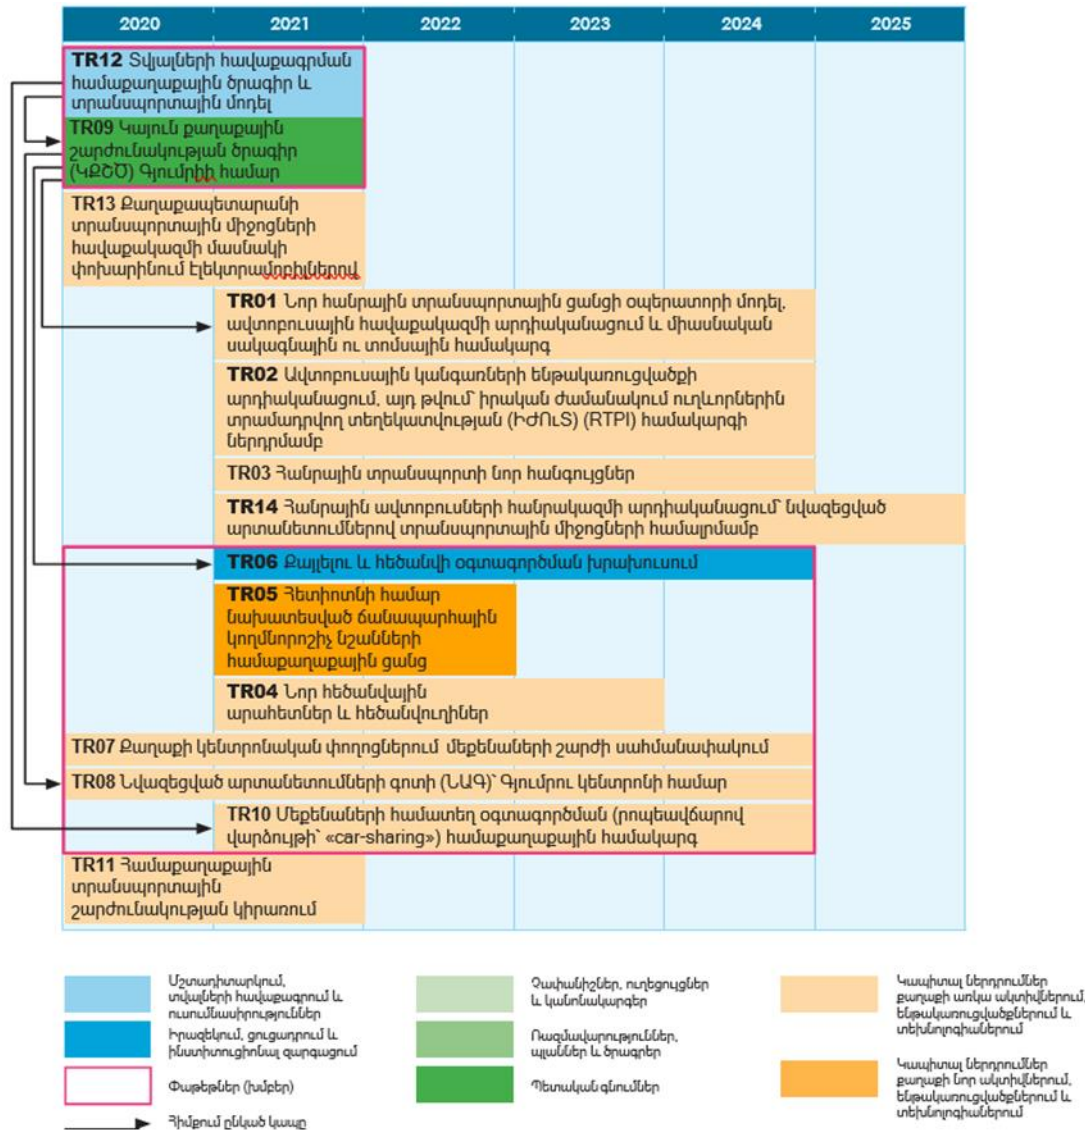 2020 2021 2022 2023 2024 2025
TR12 Տվյալների հավաքագրման
համաքաղաքային ծրագիր և
տրանսպորտային մոդել
TR09 Կայուն քաղաքային
շարժունակության ծրագիր
(ԿՔՇԾ) Գյումրիի համար
TR13 Քաղաքապետարանի
տրանսպորտային միջոցների
հավաքակազմի մասնակի
փոխարինում էլեկտրամոբիլներով
TR01 Նոր հանրային տրանսպորտային ցանցի օպերատորի մոդել,
ավտոբուսային հավաքակազմի արդիականացում և միասնական
սակագնային ու տոմսային համակարգ
TR02 Ավտոբուսային կանգառների ենթակառուցվածքի
արդիականացում, այդ թվում՝ իրական ժամանակում ուղևորներին
տրամադրվող տեղեկատվության (ԻԺՈւՏ) (RTPI) համակարգի
ներդրմամբ
TR03 Հանրային տրանսպորտի նոր հանգույցներ
TR14 Հանրային ավտոբուսների հանրակազմի արդիականացում՝ նվազեցված
արտանետումներով տրանսպորտային միջոցների համալրմամբ
TR06 Քայլելու և հեծանվի օգտագործման խրախուսում
TR05 Հետիոտնի համար
նախատեսված ճանապարհային
կողմնորոշիչ նշանների
համաքաղաքային ցանց
TR04 Նոր հեծանվային
արահետներ և հեծանվուղիներ
TR07 Քաղաքի կենտրոնական փողոցներում մեքենաների շարժի սահմանափակում
TR08 Նվազեցված արտանետումների գոտի (ՆԱԳ)՝ Գյումրու կենտրոնի համար
TR10 Մեքենաների համատեղ օգտագործման (րոպեավճարով
վարձույթի՝ «car-sharing») համաքաղաքային համակարգ
TR11 Համաքաղաքային
տրանսպորտային
շարժունակության կիրառում
Մշտադիտարկում,
տվյալների հավաքագրում և
ուսումնասիրություններ
Իրազեկում, ցուցադրում և
ինստիտուցիոնալ զարգացում
Փաթեթներ (խմբեր)
Հիմքում ընկած կապը
Չափանիշներ, ուղեցույցներ
և կանոնակարգեր
Ռազմավարություններ,
պլաններ և ծրագրեր
Պետական գնումներ
Կապիտալ ներդրումներ
քաղաքի առկա ակտիվներում,
ենթակառուցվածքներում և
տեխնոլոգիաներում
Կապիտալ ներդրումներ
քաղաքի նոր ակտիվներում,
ենթակառուցվածքներում և
տեխնոլոգիաներում